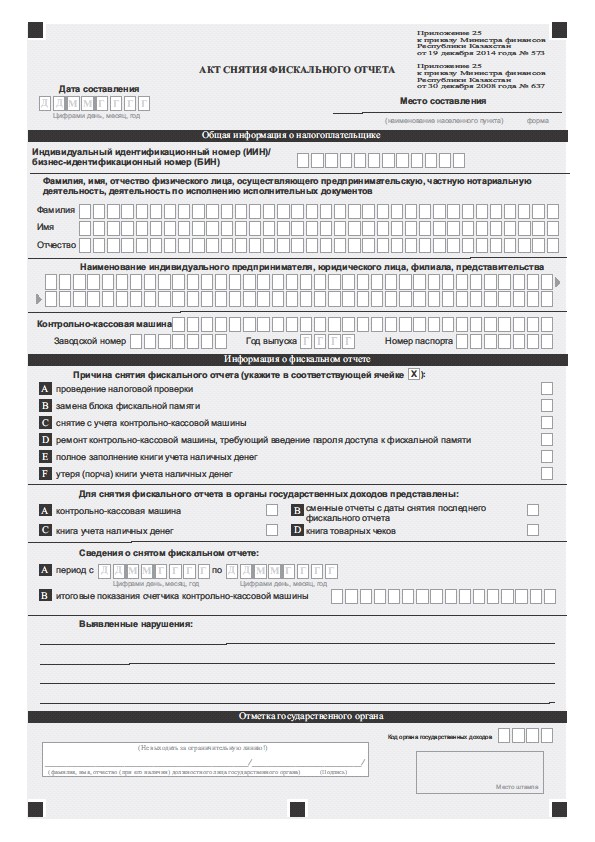 Приложение 25
к приказу Министра финансов
Республики Казахстан
от 19 декабря 2014 года № 573
Приложение 25
к приказу Министра финансов
Республики Казахстан
от 30 декабря 2008 года № 637
АКТ СНЯТИЯ ФИСКАЛЬНОГО ОТЧЕТА
Дата составления
Д Д М М Г Г Г Г
Цифрами день, месяц, год
Место составления
(наименование населенного пункта) форма
Общая информация о налогоплательщике
Индивидуальный идентификационный номер (ИИН)/
бизнес-идентификационный номер (БИН)
Фамилия, имя, отчество физического лица, осуществляющего предпринимательскую, частную нотариальную
деятельность, деятельность по исполнению исполнительных документов
Фамилия
Имя
Отчество
Наименование индивидуального предпринимателя, юридического лица, филиала, представительства
Контрольно-кассовая машина
Заводской номер Год выпуска Г Г Г Г Номер паспорта
Информация о фискальном отчете
Причина снятия фискального отчета (укажите в соответствующей ячейке X ):
A проведение налоговой проверки
B замена блока фискальной памяти
C снятие с учета контрольно-кассовой машины
D ремонт контрольно-кассовой машины, требующий введение пароля доступа к фискальной памяти
E полное заполнение книги учета наличных денег
F утеря (порча) книги учета наличных денег
Для снятия фискального отчета в органы государственных доходов представлены:
A контрольно-кассовая машина B сменные отчеты с даты снятия последнего
фискального отчета
C книга учета наличных денег D книга товарных чеков
Сведения о снятом фискальном отчете:
A период с Д Д М М Г Г Г Г по Д Д М М Г Г Г Г
Цифрами день, месяц, год Цифрами день, месяц, год
B итоговые показания счетчика контрольно-кассовой машины
Выявленные нарушения:
Отметка государственного органа
Код органа государственных доходов
(Не выходить за ограничительную линию!)
/ /
(фамилия, имя, отчество (при его наличии) должностного лица государственного органа) (Подпись)
Место штампа